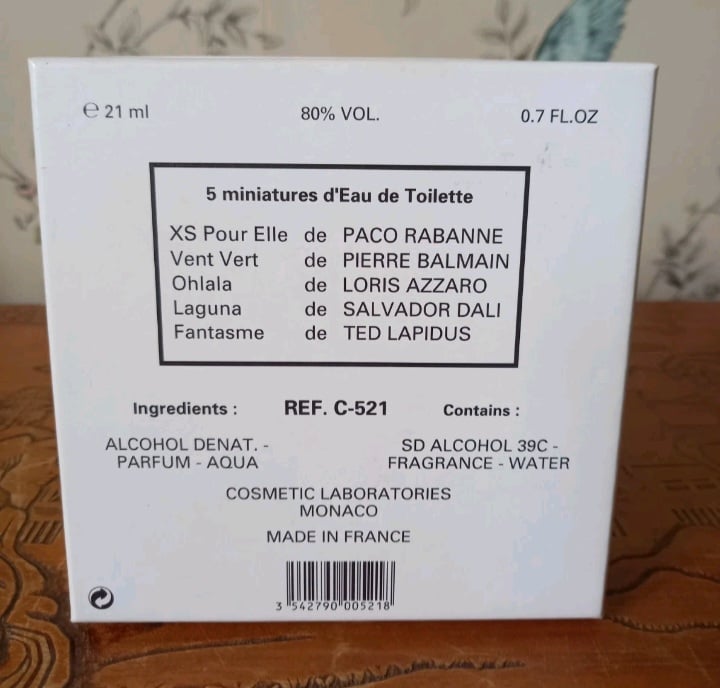 ℮ 21 ml 80% VOL. 0.7 FL.OZ
5 miniatures d'Eau de Toilette
XS Pour Elle de PACO RABANNE
Vent Vert de PIERRE BALMAIN
Ohlala de LORIS AZZARO
Laguna de SALVADOR DALI
Fantasme de TED LAPIDUS
Ingredients : REF. C-521 Contains :
ALCOHOL DENAT. - SD ALCOHOL 39C -
PARFUM - AQUA FRAGRANCE - WATER
COSMETIC LABORATORIES
MONACO
MADE IN FRANCE
3 542790 005218